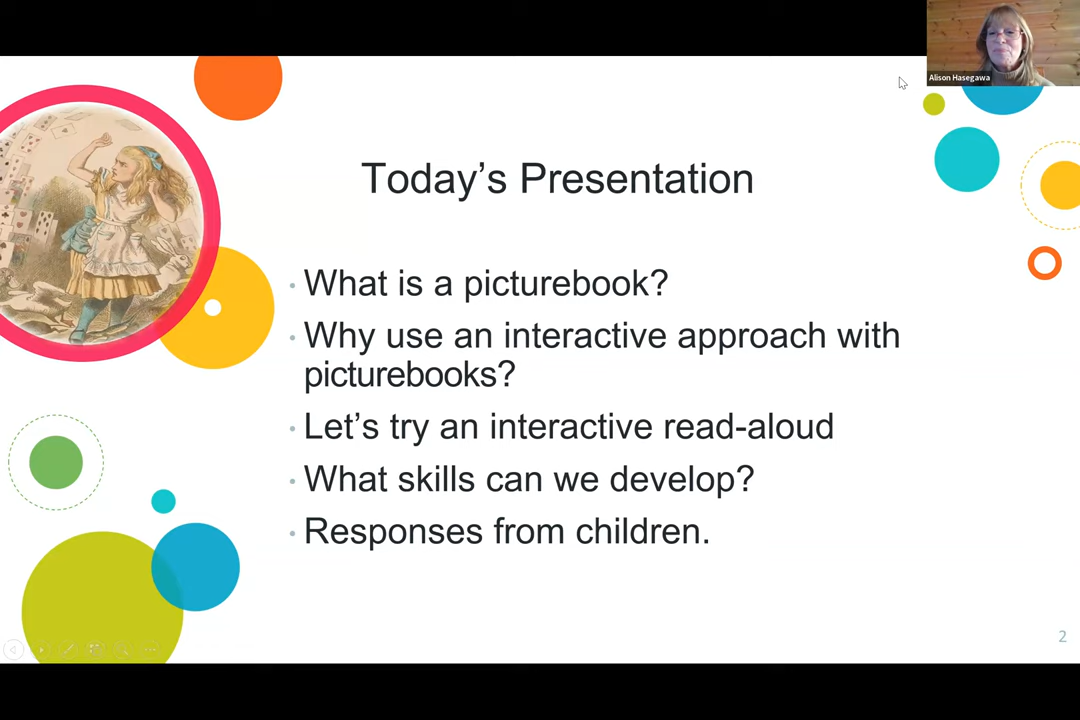 Alison Hasegawa
Today's Presentation
• What is a picturebook?
• Why use an interactive approach with
picturebooks?
• Let's try an interactive read-aloud
• What skills can we develop?
• Responses from children.
2